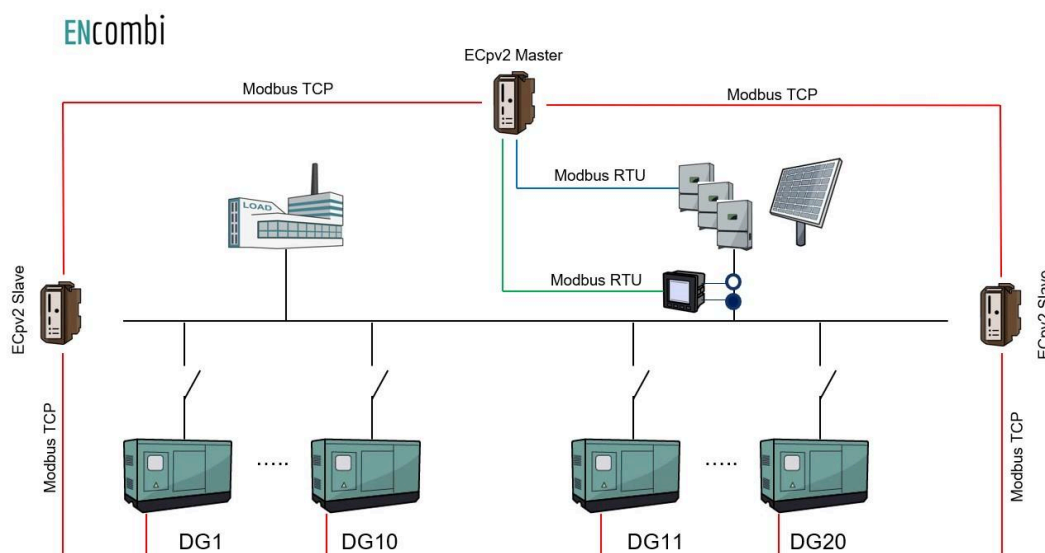 ENcombi
ECpv2 Master
Modbus TCP
Modbus TCP
Modbus RTU
LOAD
Modbus RTU
ECpv2 Slave
ECpv2 Slave
Modbus TCP
Modbus TCP
.....
.....
DG1
DG10
DG11
DG20